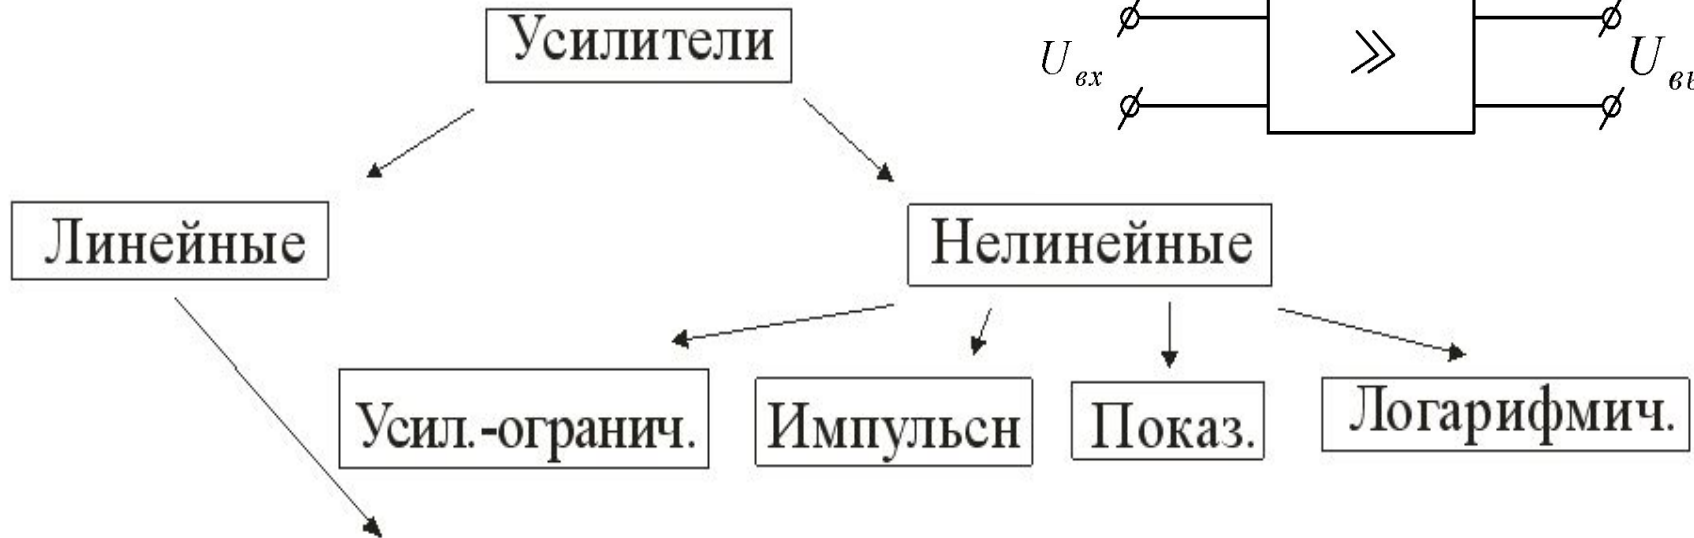 Усилители
U вх
U
Линейные
Нелинейные
Усил.-огранич.
Импульсн
Показ.
Логарифмич.